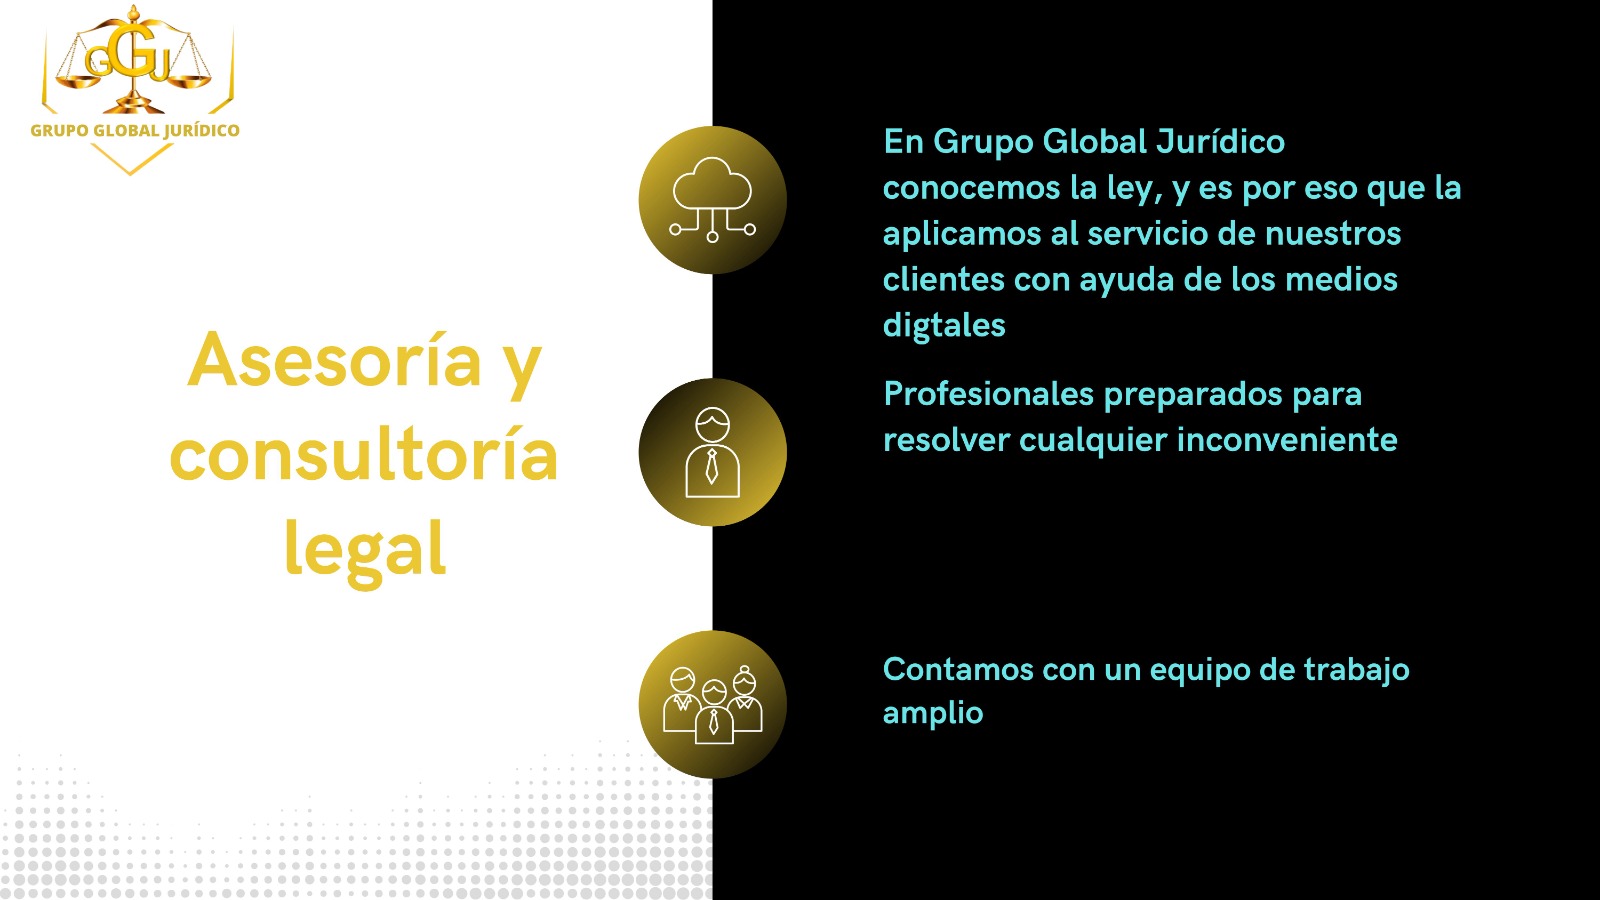 GGJ
GRUPO GLOBAL JURÍDICO
Asesoría y
consultoría
legal
En Grupo Global Jurídico
conocemos la ley, y es por eso que la
aplicamos al servicio de nuestros
clientes con ayuda de los medios
digtales
Profesionales preparados para
resolver cualquier inconveniente
Contamos con un equipo de trabajo
amplio